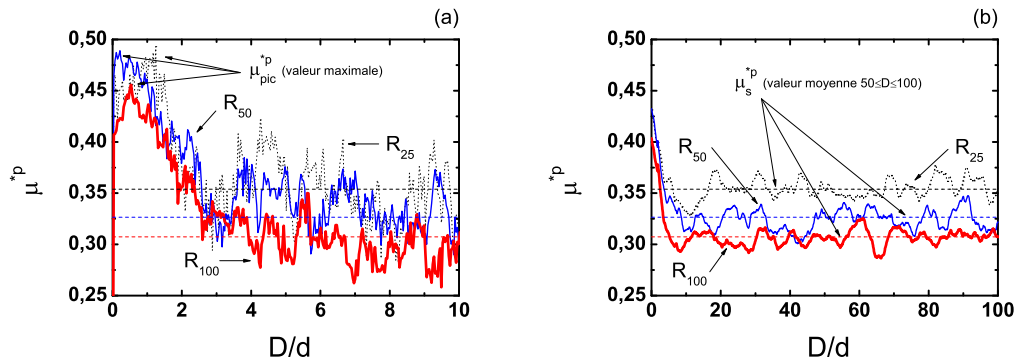 (a)
0,50
0,45
0,40
0,35
0,30
0,25
μ*p
0
2
4
6
8
10
D/d
μ*p pic (valeur maximale)
R50
R25
R100
(b)
0,50
0,45
0,40
0,35
0,30
0,25
μ*p
0
20
40
60
80
100
D/d
μ*p s (valeur moyenne 50≤D≤100)
R50
R25
R100